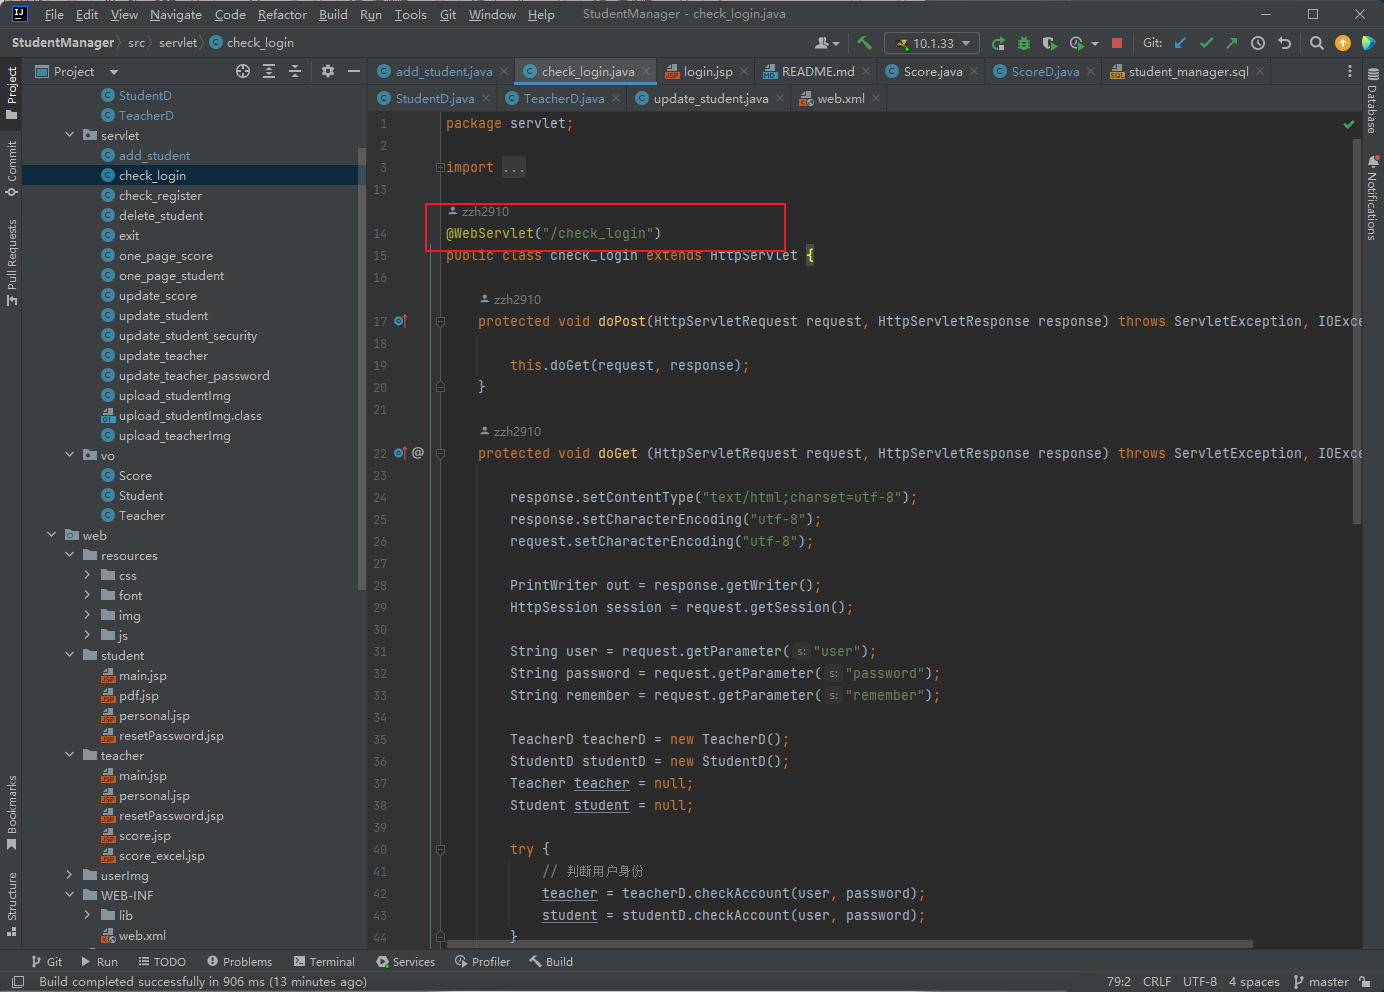 File Edit View Navigate Code Refactor Build Run Tools Git Window Help StudentManager - check_login.java
StudentManager src servlet check_login
10.1.33 Git:
Project
add_student.java check_login.java login.jsp README.md Score.java ScoreD.java student_manager.sql
StudentD.java TeacherD.java update_student.java web.xml
Project
Commit
Pull Requests
Bookmarks
Structure
StudentD
TeacherD
servlet
add_student
check_login
check_register
delete_student
exit
one_page_score
one_page_student
update_score
update_student
update_student_security
update_teacher
update_teacher_password
upload_studentImg
upload_studentImg.class
upload_teacherImg
vo
Score
Student
Teacher
web
resources
css
font
img
js
student
main.jsp
pdf.jsp
personal.jsp
resetPassword.jsp
teacher
main.jsp
personal.jsp
resetPassword.jsp
score.jsp
score_excel.jsp
userImg
WEB-INF
lib
web.xml
1 package servlet;
2
3 import ...
13
zzh2910
14 @WebServlet("/check_login")
15 public class check_login extends HttpServlet {
16
zzh2910
17 protected void doPost(HttpServletRequest request, HttpServletResponse response) throws ServletException, IOExce
18
19 this.doGet(request, response);
20 }
21
zzh2910
22 @ protected void doGet (HttpServletRequest request, HttpServletResponse response) throws ServletException, IOExce
23
24 response.setContentType("text/html;charset=utf-8");
25 response.setCharacterEncoding("utf-8");
26 request.setCharacterEncoding("utf-8");
27
28 PrintWriter out = response.getWriter();
29 HttpSession session = request.getSession();
30
31 String user = request.getParameter( s: "user");
32 String password = request.getParameter( s: "password");
33 String remember = request.getParameter( s: "remember");
34
35 TeacherD teacherD = new TeacherD();
36 StudentD studentD = new StudentD();
37 Teacher teacher = null;
38 Student student = null;
39
40 try {
41 // 判断用户身份
42 teacher = teacherD.checkAccount(user, password);
43 student = studentD.checkAccount(user, password);
44 }
Database
Notifications
Git Run TODO Problems Terminal Services Profiler Build
Build completed successfully in 906 ms (13 minutes ago) 79:2 CRLF UTF-8 4 spaces master